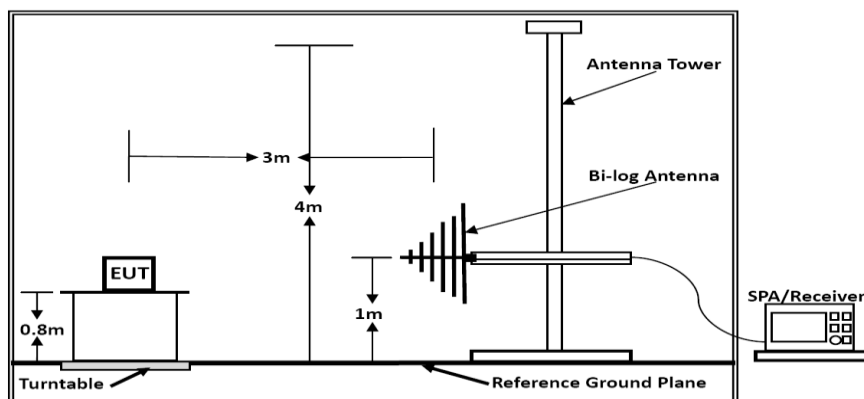 Antenna Tower
3m
Bi-log Antenna
4m
EUT
SPA/Receiver
0.8m
1m
Turntable
Reference Ground Plane